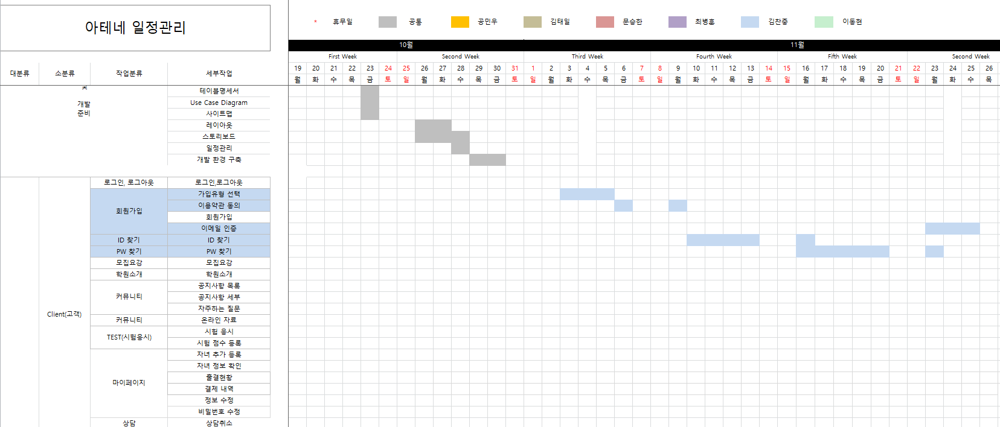 아테네 일정관리
* 휴무일 공통 공민우 김태일 문승한 최병훈 김찬중 이동현
10월 11월
First Week Second Week Third Week Fourth Week Fifth Week Second Week
대분류 소분류 작업분류 세부작업
19 20 21 22 23 24 25 26 27 28 29 30 31 1 2 3 4 5 6 7 8 9 10 11 12 13 14 15 16 17 18 19 20 21 22 23 24 25 26
월 화 수 목 금 토 일 월 화 수 목 금 토 일 월 화 수 목 금 토 일 월 화 수 목 금 토 일 월 화 수 목 금 토 일 월 화 수 목
테이블명세서
개발
준비
Use Case Diagram
사이트맵
레이아웃
스토리보드
일정관리
개발 환경 구축
Client(고객)
로그인, 로그아웃 로그인,로그아웃
회원가입 가입유형 선택
이용약관 동의
회원가입
이메일 인증
ID 찾기 ID 찾기
PW 찾기 PW 찾기
모집요강 모집요강
학원소개 학원소개
커뮤니티 공지사항 목록
공지사항 세부
자주하는 질문
커뮤니티 온라인 자료
TEST(시험응시) 시험 응시
시험 점수 등록
마이페이지 자녀 추가 등록
자녀 정보 확인
출결현황
결제 내역
정보 수정
비밀번호 수정
상담 상담취소